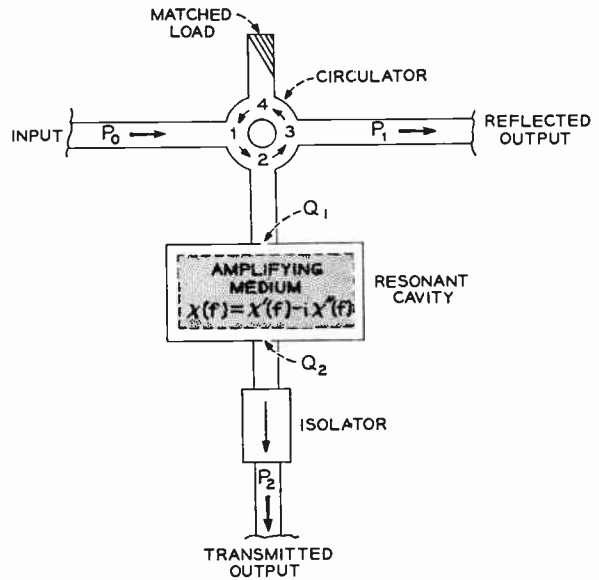 MATCHED
LOAD
CIRCULATOR
4
INPUT
P₀
1
3
P₁
REFLECTED
OUTPUT
2
Q₁
AMPLIFYING
MEDIUM
χ(f)=χ'(f)-iχ"(f)
RESONANT
CAVITY
Q₂
ISOLATOR
P₂
TRANSMITTED
OUTPUT